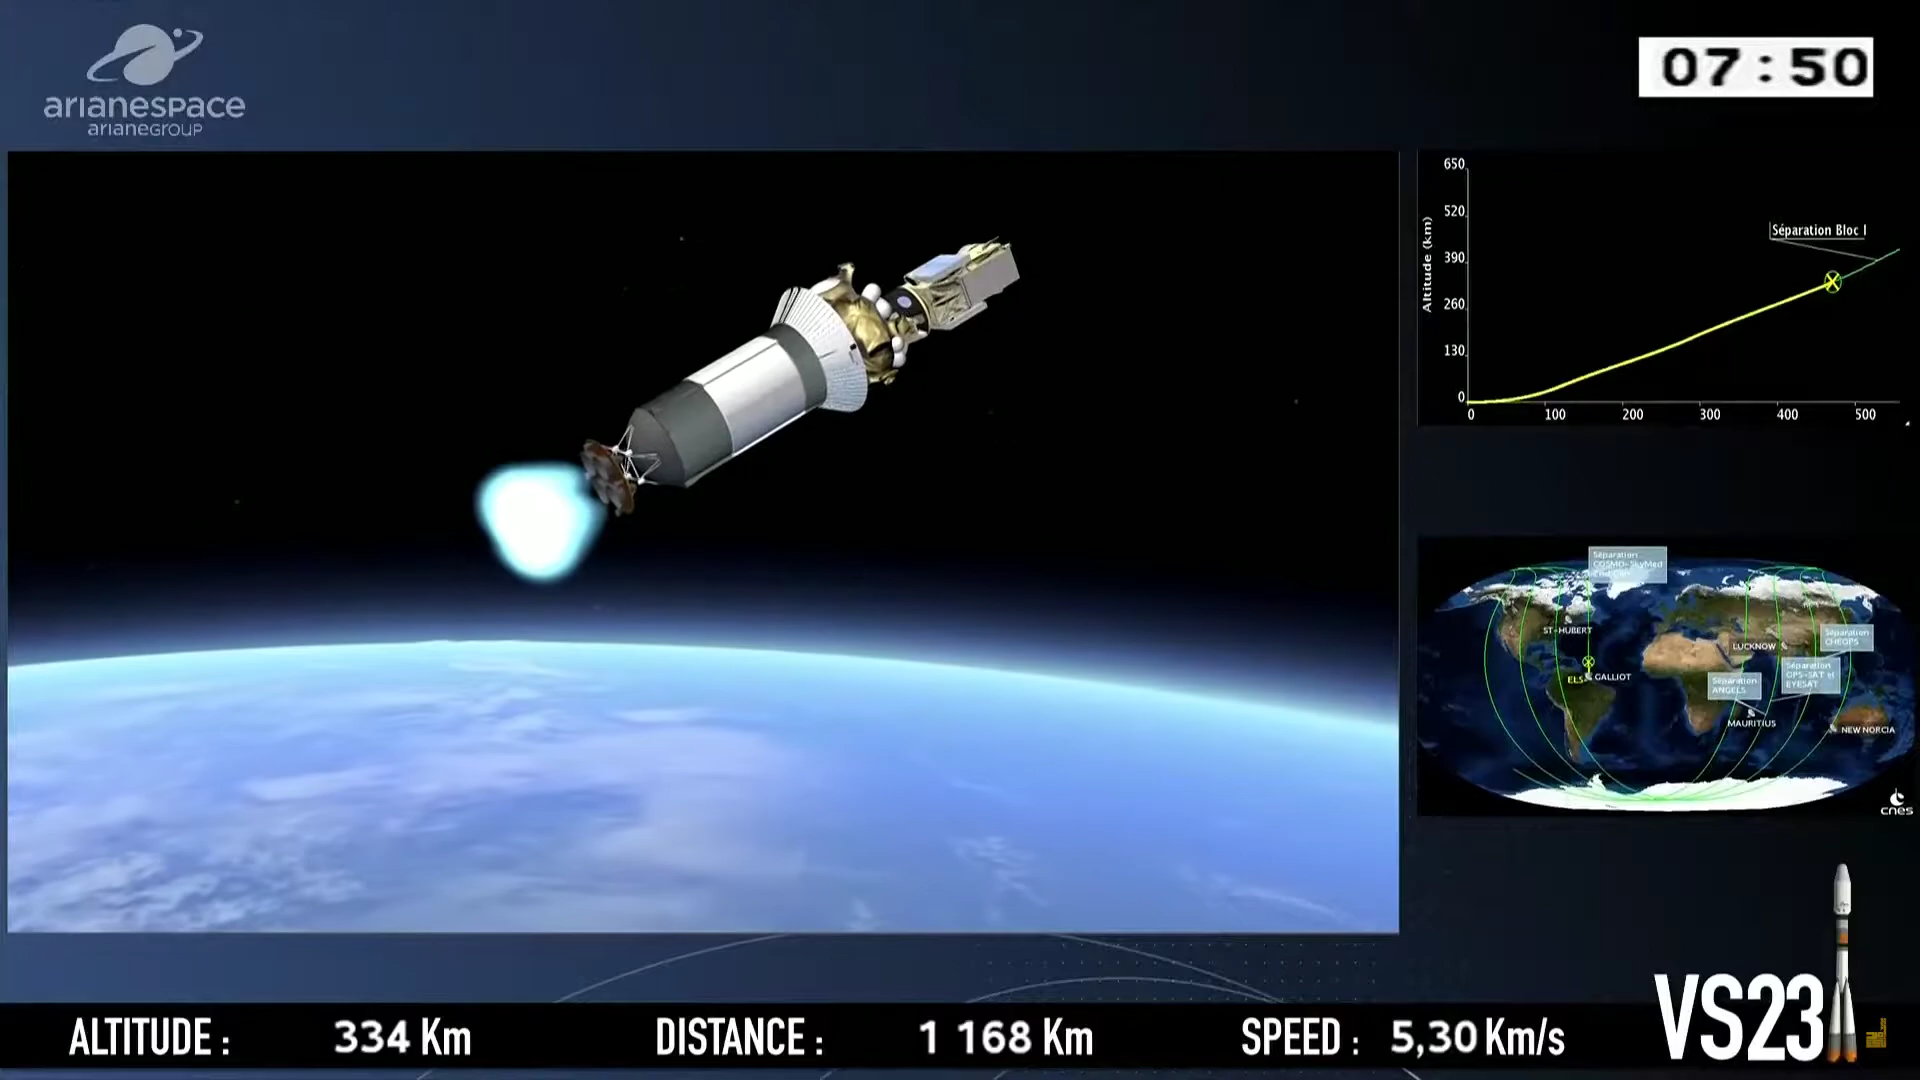 arianespace
arianeGROUP
07:50
650
520
390
260
130
0
Altitude (km)
Séparation Bloc I
0
100
200
300
400
500
Séparation
COSMO-SkyMed
ST-HUBERT
LUCKNOW
Séparation
CHEOPS
ELS
GALLIOT
Séparation
OPS-SAT et
EYESAT
Séparation
ANGELS
MAURITIUS
NEW NORCIA
cnes
VS23
ALTITUDE : 334 Km DISTANCE : 1 168 Km SPEED : 5,30 Km/s